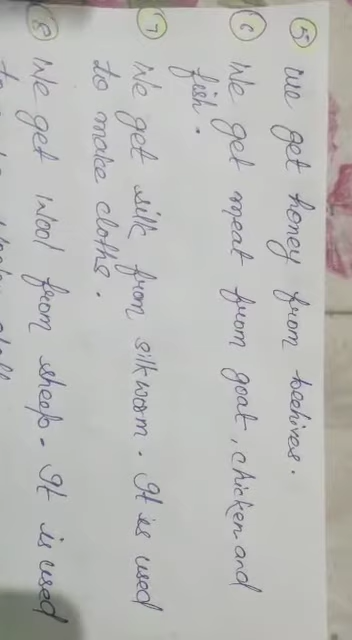 5 We get honey from beehives.
6 We get meat from goat, chicken and
fish.
7 We get silk from silkworm. It is used
to make cloths.
8 We get wool from sheep. It is used
to